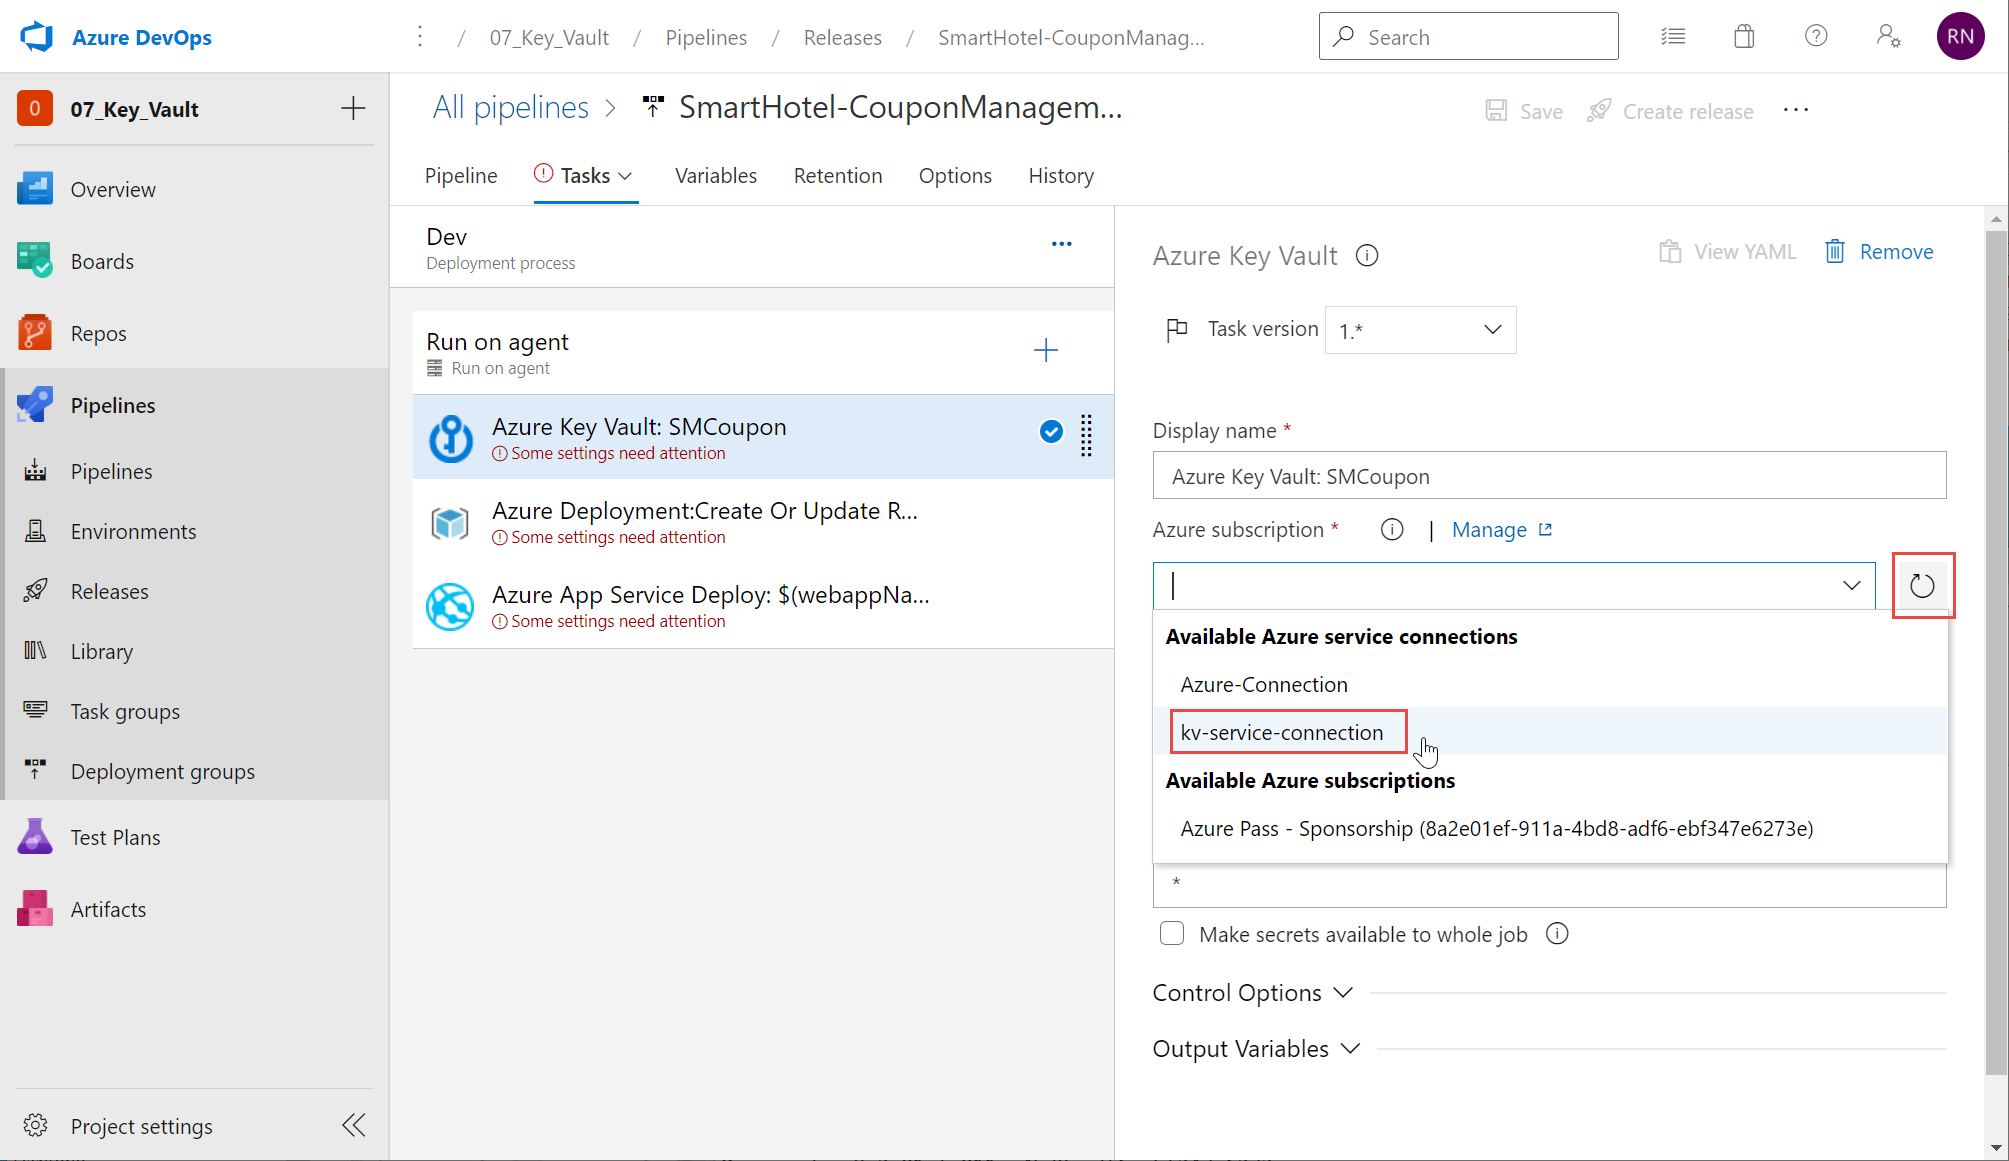 Azure DevOps
/ 07_Key_Vault / Pipelines / Releases / SmartHotel-CouponManag...
Search
RN
O 07_Key_Vault
Overview
Boards
Repos
Pipelines
Pipelines
Environments
Releases
Library
Task groups
Deployment groups
Test Plans
Artifacts
Project settings
All pipelines > SmartHotel-CouponManagem...
Save
Create release
Pipeline
Tasks
Variables
Retention
Options
History
Dev
Deployment process
Run on agent
Run on agent
Azure Key Vault: SMCoupon
Some settings need attention
Azure Deployment:Create Or Update R...
Some settings need attention
Azure App Service Deploy: $(webappNa...
Some settings need attention
Azure Key Vault
View YAML
Remove
Task version 1.*
Display name *
Azure Key Vault: SMCoupon
Azure subscription * | Manage
Available Azure service connections
Azure-Connection
kv-service-connection
Available Azure subscriptions
Azure Pass - Sponsorship (8a2e01ef-911a-4bd8-adf6-ebf347e6273e)
*
Make secrets available to whole job
Control Options
Output Variables